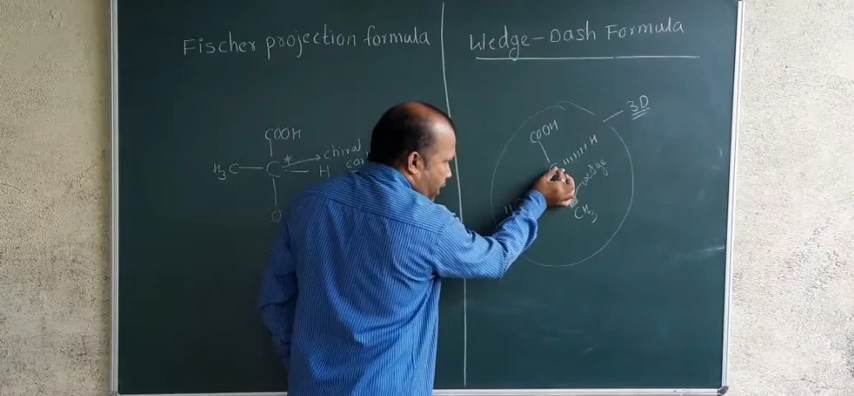 Fischer projection formula
COOH
H₃C — C* — H
chiral
Wedge-Dash Formula
3D
COOH
H
wedge
CH₃